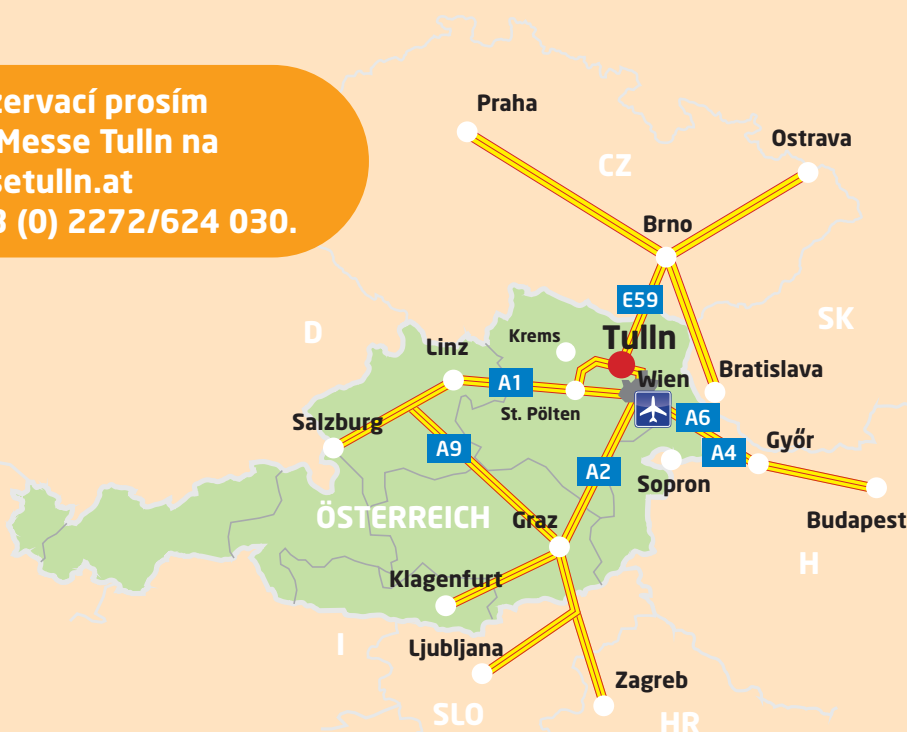 zervací prosím
Messe Tulln na
setulln.at
3 (0) 2272/624 030.
Praha
Ostrava
CZ
Brno
E59
SK
D
Krems
Tulln
Linz
Bratislava
A1
Wien
St. Pölten
A6
Salzburg
A9
A4
Győr
A2
Sopron
ÖSTERREICH
Graz
Budapest
H
Klagenfurt
I
Ljubljana
Zagreb
SLO
HR